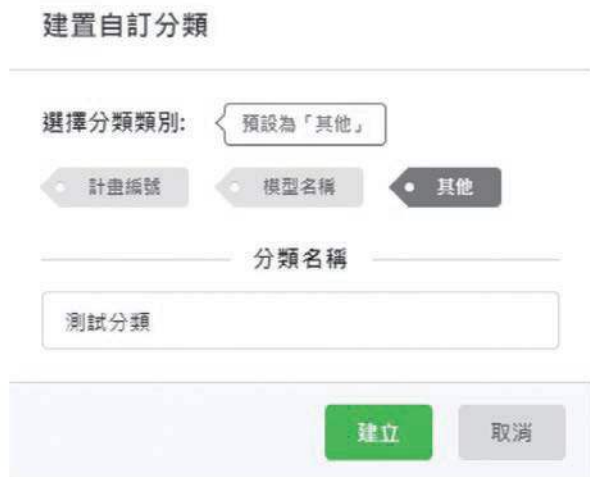 建置自訂分類
選擇分類類別: 預設為「其他」
計畫編號 模型名稱 其他
分類名稱
測試分類
建立 取消